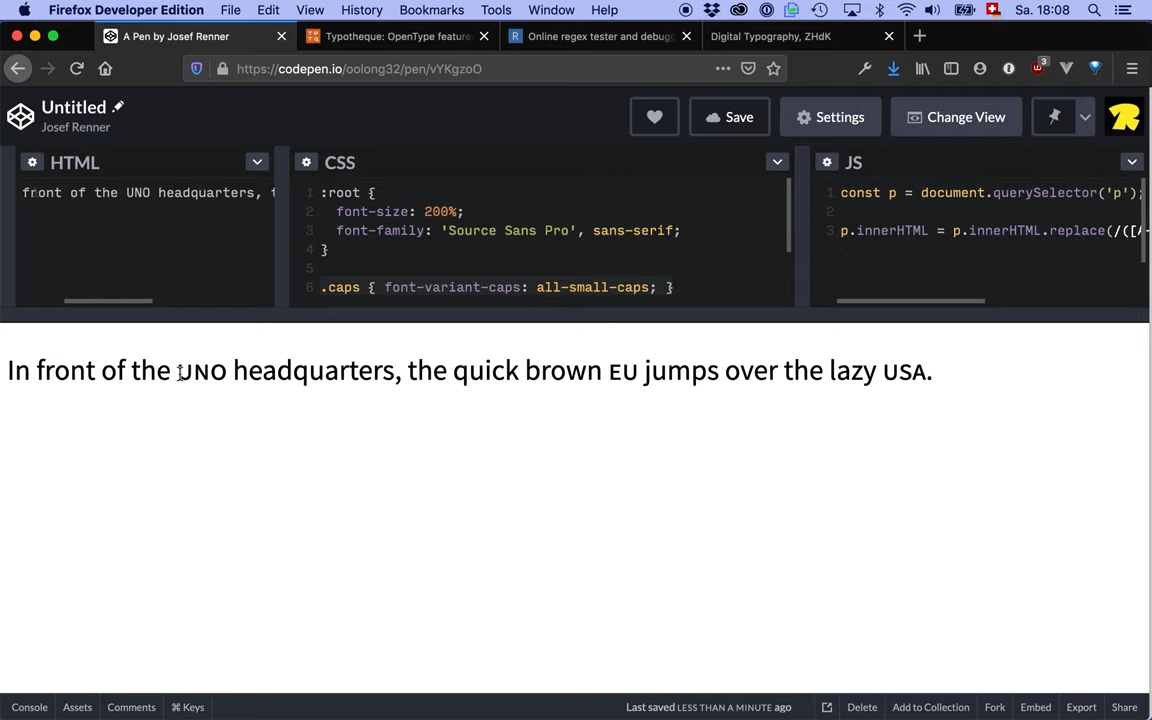 Firefox Developer Edition File Edit View History Bookmarks Tools Window Help Sa. 18:08
A Pen by Josef Renner Typotheque: OpenType feature Online regex tester and debugg Digital Typography, ZHdK
https://codepen.io/oolong32/pen/vYKgzoO 3
Untitled
Josef Renner
Save Settings Change View
HTML CSS JS
front of the UNO headquarters, t
1 :root {
2 font-size: 200%;
3 font-family: 'Source Sans Pro', sans-serif;
4 }
5
6 .caps { font-variant-caps: all-small-caps; }
1 const p = document.querySelector('p');
2
3 p.innerHTML = p.innerHTML.replace(/([A-
In front of the UNO headquarters, the quick brown EU jumps over the lazy USA.
Console Assets Comments ⌘ Keys Last saved LESS THAN A MINUTE ago Delete Add to Collection Fork Embed Export Share